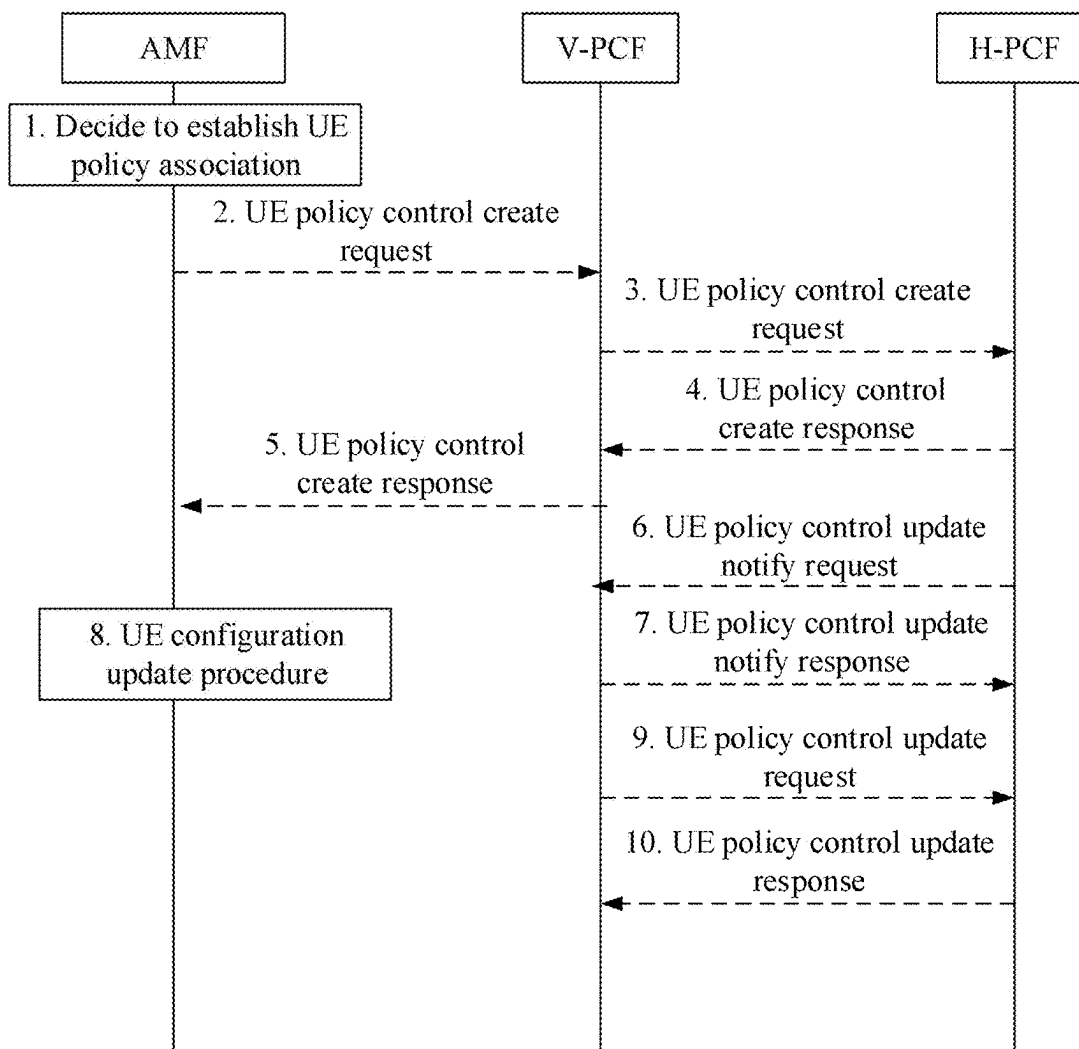 AMF
V-PCF
H-PCF
1. Decide to establish UE
policy association
2. UE policy control create
request
3. UE policy control create
request
4. UE policy control
create response
5. UE policy control
create response
6. UE policy control update
notify request
7. UE policy control update
notify response
8. UE configuration
update procedure
9. UE policy control update
request
10. UE policy control update
response